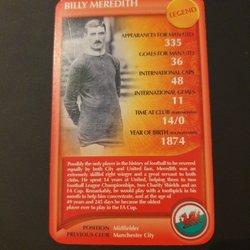 BILLY MEREDITH
LEGEND
APPEARANCES FOR MAN UTD
335
GOALS FOR MAN UTD
36
INTERNATIONAL CAPS
48
INTERNATIONAL GOALS
11
TIME AT CLUB
14/0
YEAR OF BIRTH
1874
Possibly the only player in the history of football to be revered
equally by both City and United fans, Meredith was an
extremely skilled right winger and a great servant to both
clubs. He spent 14 years at United, helping them to two
Football League Championships, two Charity Shields and an
FA Cup. Remarkably, he would play with a toothpick in his
mouth to help him concentrate, and at the age of
49 years and 245 days he became the oldest
player ever to play in the FA Cup.
POSITION Midfielder
PREVIOUS CLUB Manchester City